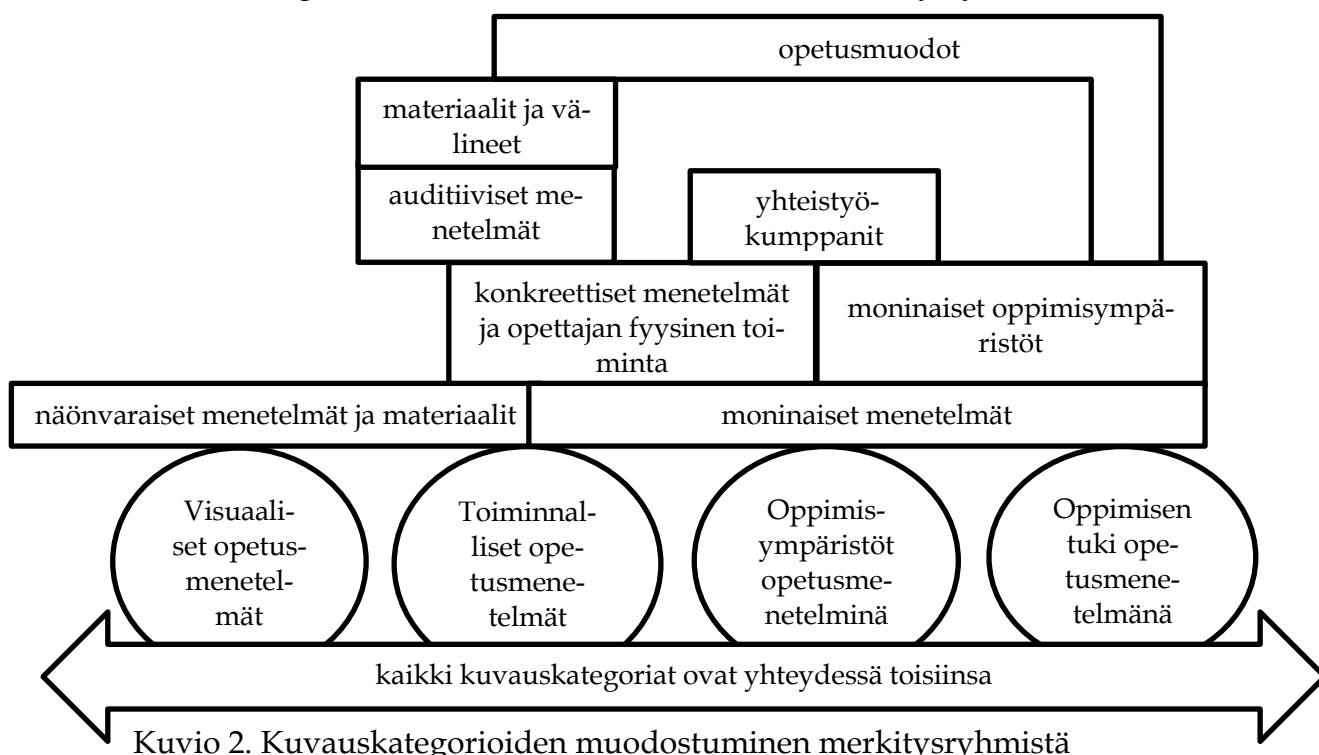 opetusmuodot
materiaalit ja vä-
lineet
auditiiviset me-
netelmät
yhteistyö-
kumppanit
konkreettiset menetelmät
ja opettajan fyysinen toi-
minta
moninaiset oppimisympä-
ristöt
näönvaraiset menetelmät ja materiaalit
moninaiset menetelmät
Visuaali-
set opetus-
menetel-
mät
Toiminnal-
liset ope-
tusmene-
telmät
Oppimis-
ympäristöt
opetusme-
netelminä
Oppimisen
tuki ope-
tusmene-
telmänä
kaikki kuvauskategoriat ovat yhteydessä toisiinsa
Kuvio 2. Kuvauskategorioiden muodostuminen merkitysryhmistä